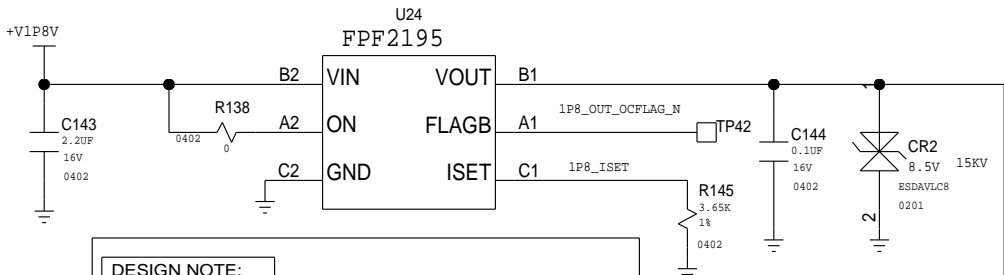 U24
FPF2195
+V1P8V
B2
VIN
VOUT
B1
R138
0402
0
A2
ON
FLAGB
A1
1P8_OUT_OCFLAG_N
TP42
C143
2.2UF
16V
0402
C2
GND
ISET
C1
1P8_ISET
R145
3.65K
1%
0402
C144
0.1UF
16V
0402
1
CR2
8.5V
15KV
ESDAVLC8
0201
2
DESIGN NOTE: